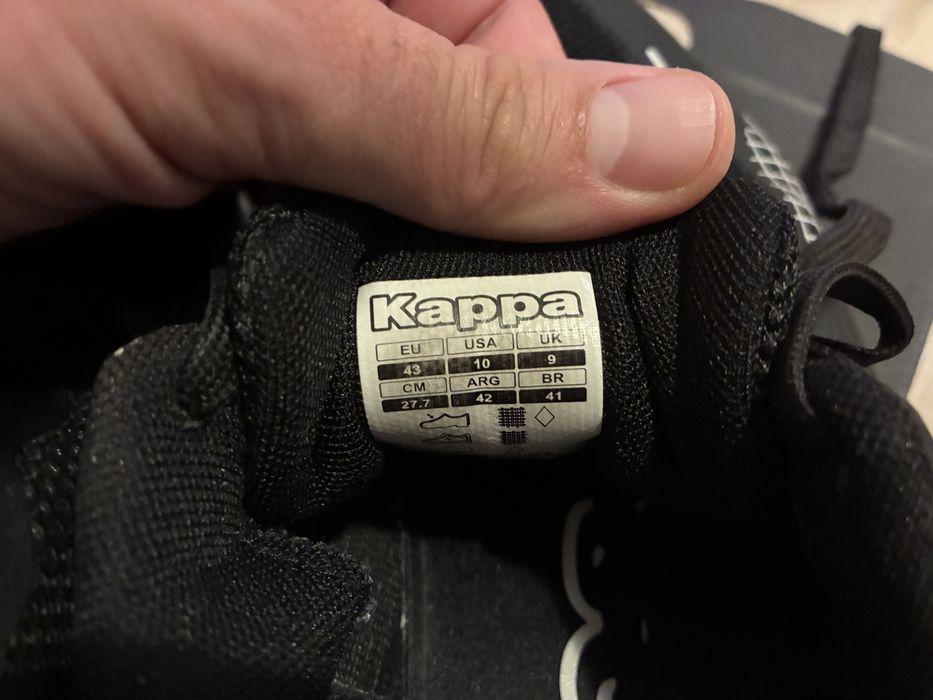 Kappa
EU USA UK
43 10 9
CM ARG BR
27.7 42 41